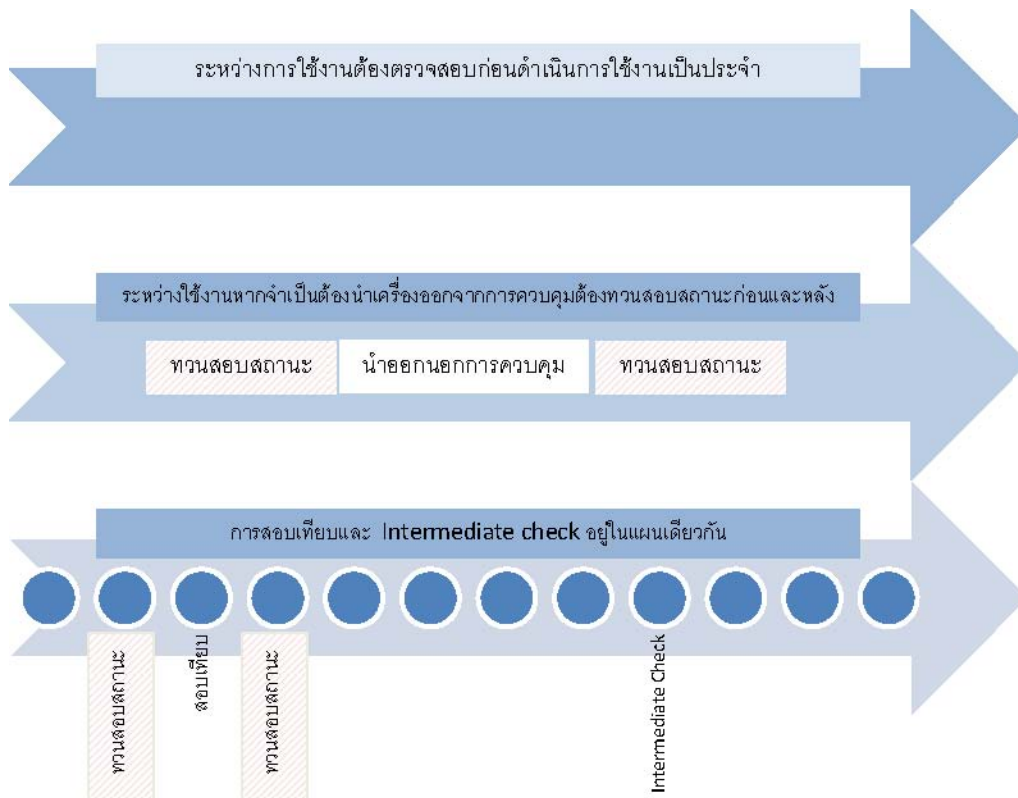 ระหว่างการใช้งานต้องตรวจสอบก่อนดำเนินการใช้งานเป็นประจำ
ระหว่างใช้งานหากจำเป็นต้องนำเครื่องออกจากการควบคุมต้องทวนสอบสถานะก่อนและหลัง
ทวนสอบสถานะ นำออกนอกการควบคุม ทวนสอบสถานะ
การสอบเทียบและ Intermediate check อยู่ในแผนเดียวกัน
ทวนสอบสถานะ
สอบเทียบ
ทวนสอบสถานะ
Intermediate Check